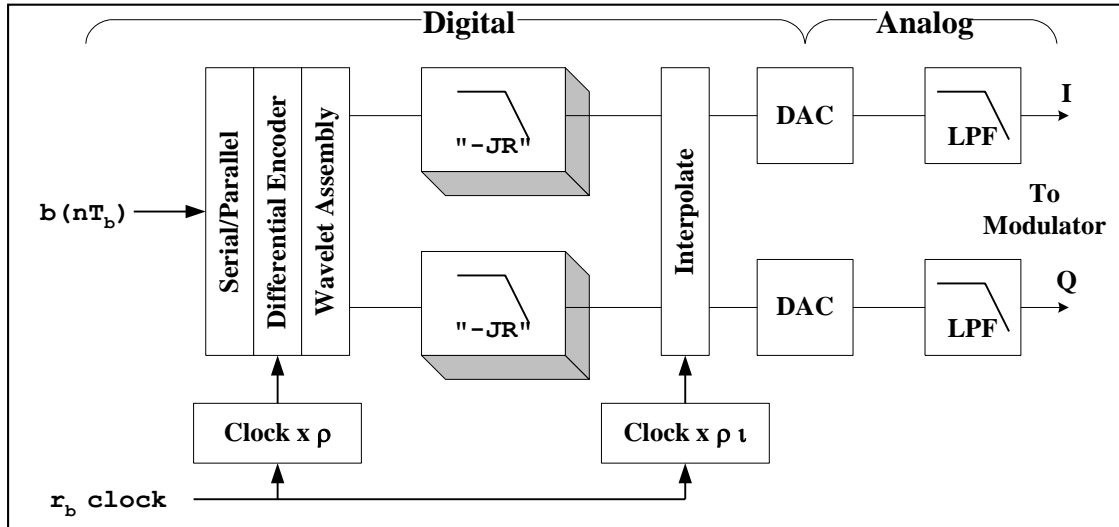 Digital
Analog
Serial/Parallel
Differential Encoder
Wavelet Assembly
"-JR"
Interpolate
DAC
LPF
I
b(nT_b)
To
Modulator
"-JR"
DAC
LPF
Q
Clock x ρ
Clock x ρ ι
r_b clock